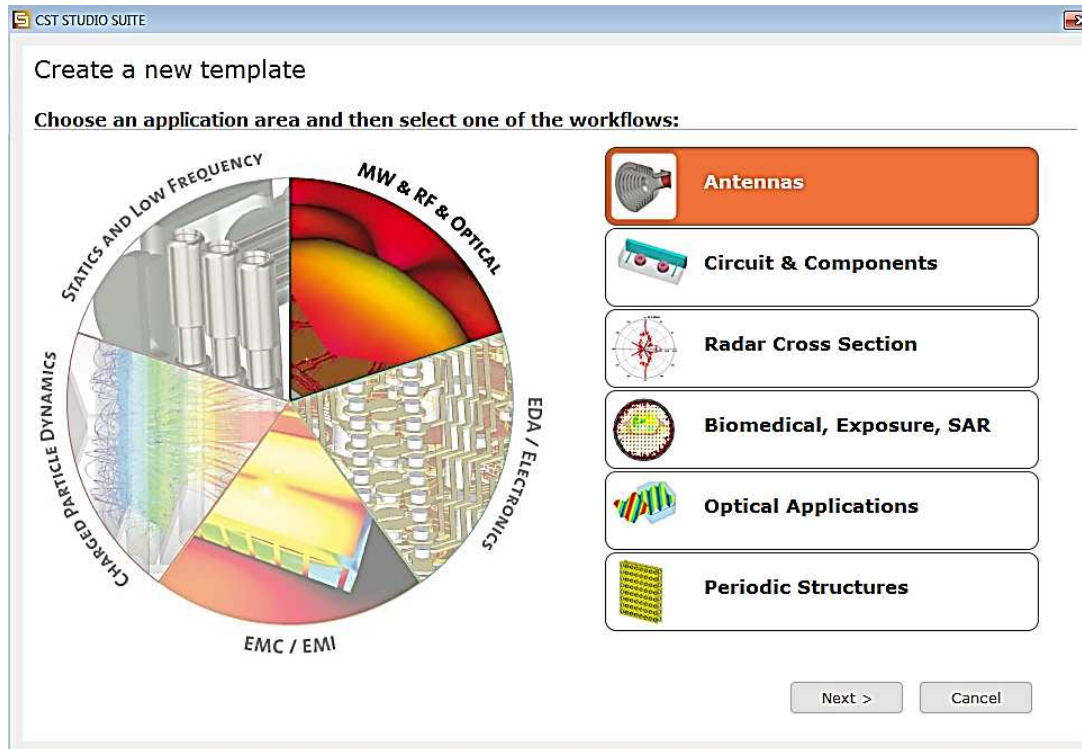 CST STUDIO SUITE
Create a new template
Choose an application area and then select one of the workflows:
STATICS AND LOW FREQUENCY
MW & RF & OPTICAL
EDA / ELECTRONICS
EMC / EMI
CHARGED PARTICLE DYNAMICS
Antennas
Circuit & Components
Radar Cross Section
Biomedical, Exposure, SAR
Optical Applications
Periodic Structures
Next >
Cancel